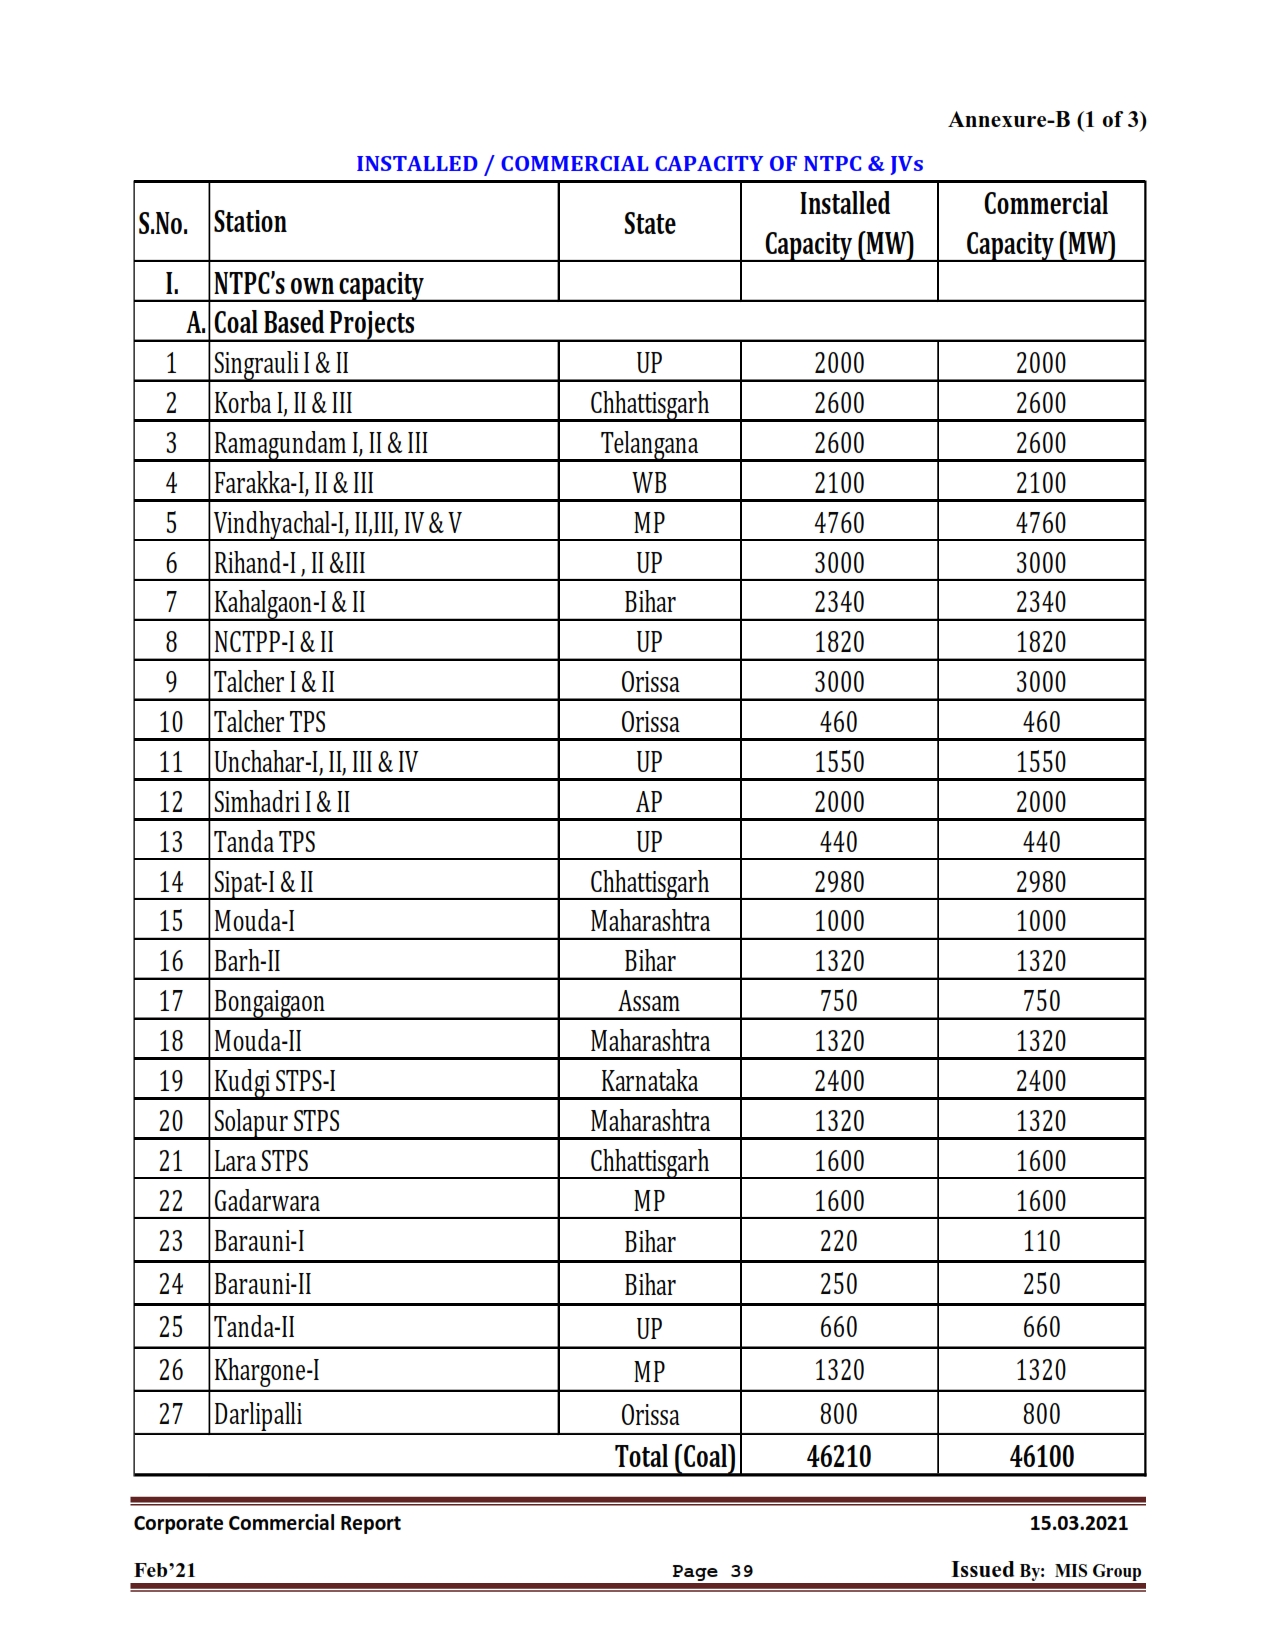 Annexure-B (1 of 3)
INSTALLED / COMMERCIAL CAPACITY OF NTPC & JVs
S.No. Station State Installed Capacity (MW) Commercial Capacity (MW)
I. NTPC’s own capacity
A. Coal Based Projects
1 Singrauli I & II UP 2000 2000
2 Korba I, II & III Chhattisgarh 2600 2600
3 Ramagundam I, II & III Telangana 2600 2600
4 Farakka-I, II & III WB 2100 2100
5 Vindhyachal-I, II,III, IV & V MP 4760 4760
6 Rihand-I , II &III UP 3000 3000
7 Kahalgaon-I & II Bihar 2340 2340
8 NCTPP-I & II UP 1820 1820
9 Talcher I & II Orissa 3000 3000
10 Talcher TPS Orissa 460 460
11 Unchahar-I, II, III & IV UP 1550 1550
12 Simhadri I & II AP 2000 2000
13 Tanda TPS UP 440 440
14 Sipat-I & II Chhattisgarh 2980 2980
15 Mouda-I Maharashtra 1000 1000
16 Barh-II Bihar 1320 1320
17 Bongaigaon Assam 750 750
18 Mouda-II Maharashtra 1320 1320
19 Kudgi STPS-I Karnataka 2400 2400
20 Solapur STPS Maharashtra 1320 1320
21 Lara STPS Chhattisgarh 1600 1600
22 Gadarwara MP 1600 1600
23 Barauni-I Bihar 220 110
24 Barauni-II Bihar 250 250
25 Tanda-II UP 660 660
26 Khargone-I MP 1320 1320
27 Darlipalli Orissa 800 800
Total (Coal) 46210 46100
Corporate Commercial Report 15.03.2021
Feb’21 Page 39 Issued By: MIS Group